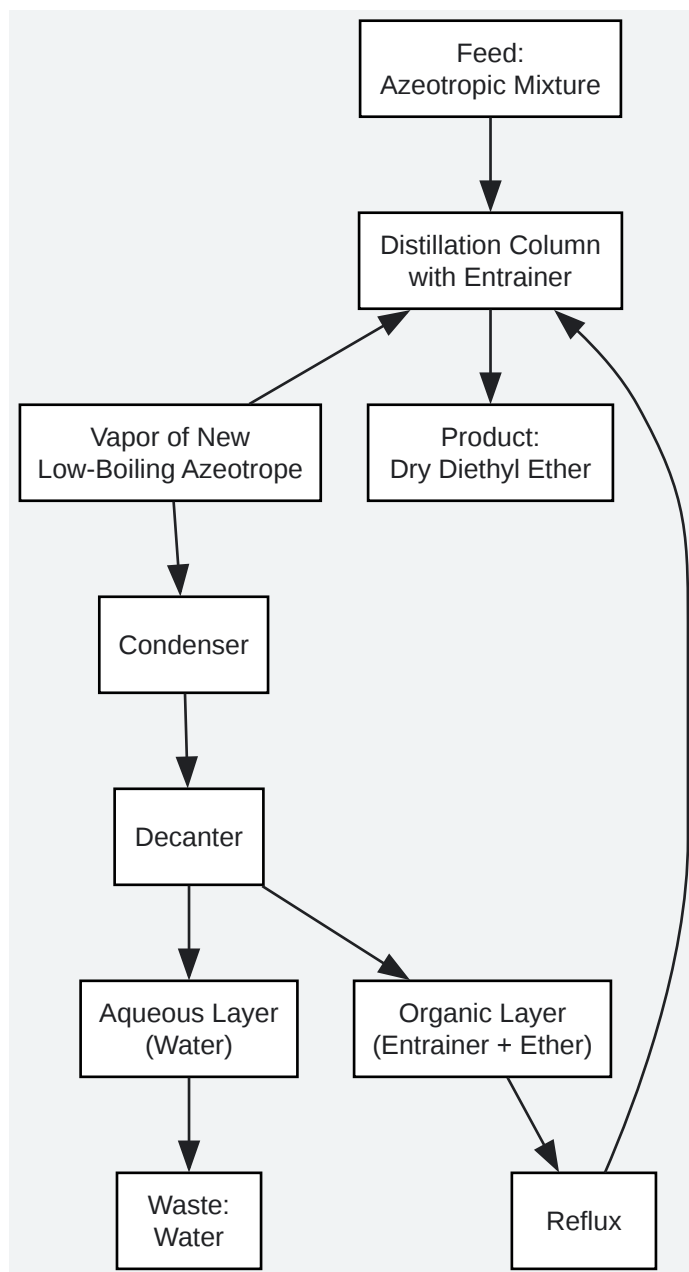 Feed:
Azeotropic Mixture
Distillation Column
with Entrainer
Vapor of New
Low-Boiling Azeotrope
Product:
Dry Diethyl Ether
Condenser
Decanter
Aqueous Layer
(Water)
Organic Layer
(Entrainer + Ether)
Waste:
Water
Reflux